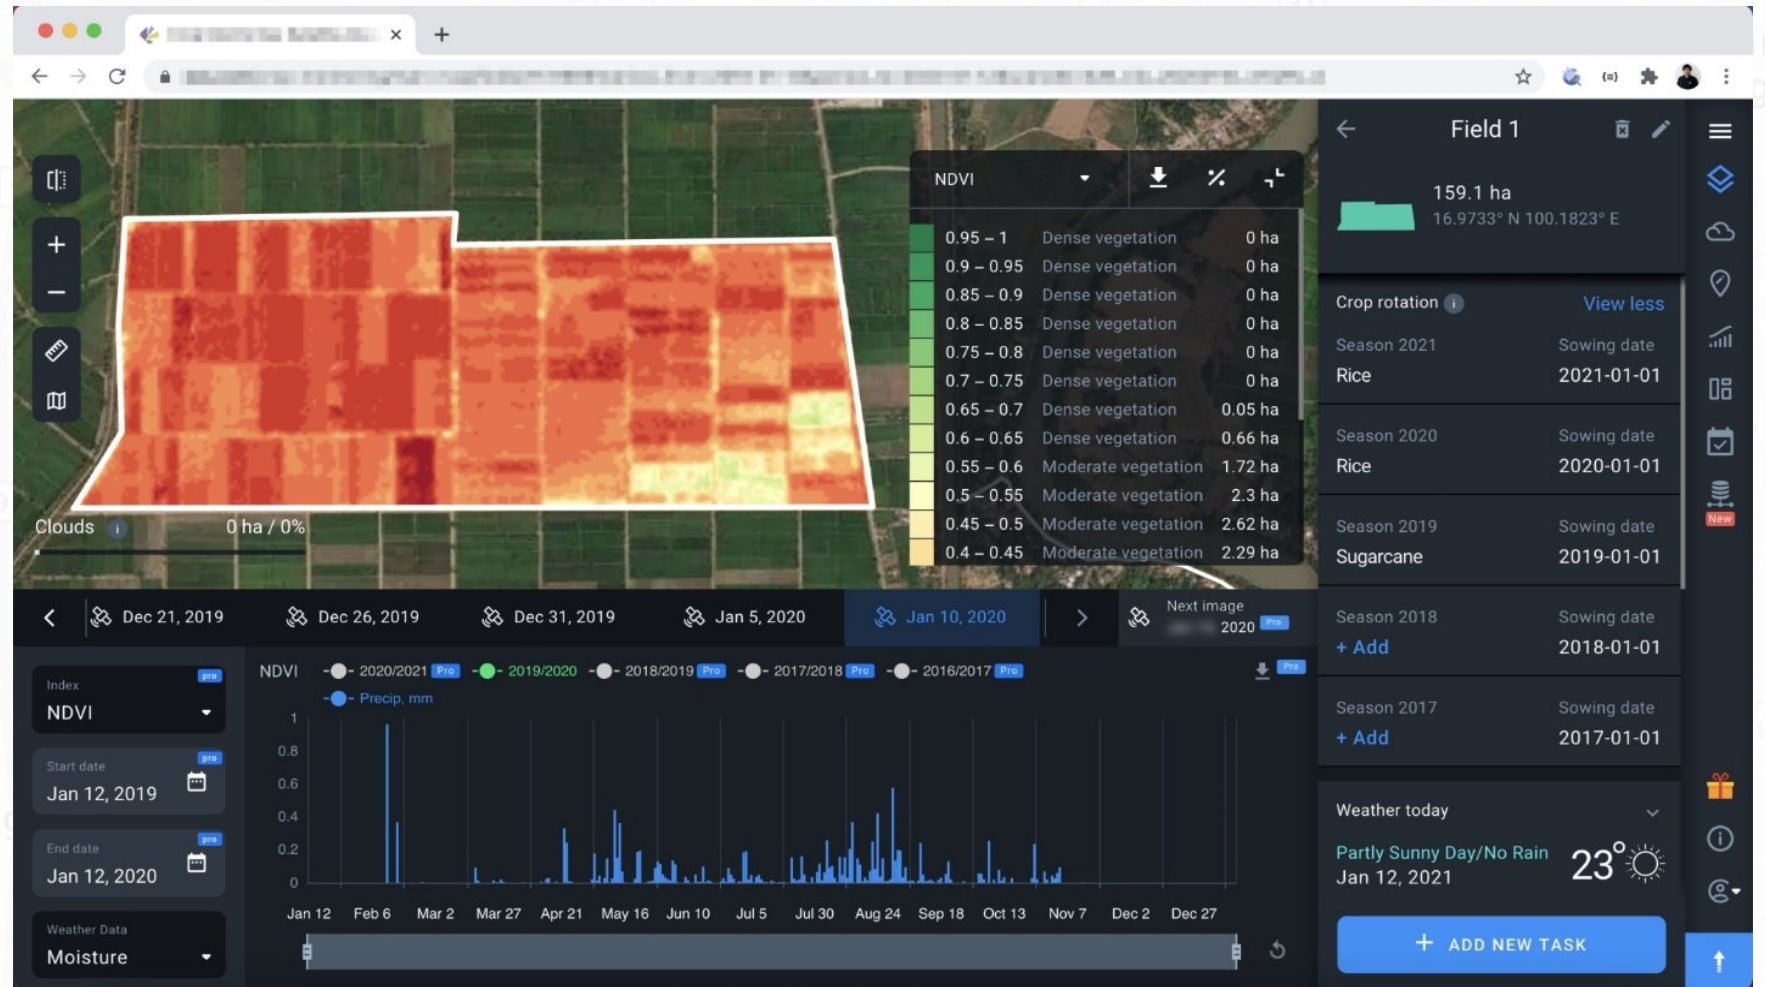 Field 1
159.1 ha
16.9733° N 100.1823° E
NDVI
0.95 – 1 Dense vegetation 0 ha
0.9 – 0.95 Dense vegetation 0 ha
0.85 – 0.9 Dense vegetation 0 ha
0.8 – 0.85 Dense vegetation 0 ha
0.75 – 0.8 Dense vegetation 0 ha
0.7 – 0.75 Dense vegetation 0 ha
0.65 – 0.7 Dense vegetation 0.05 ha
0.6 – 0.65 Dense vegetation 0.66 ha
0.55 – 0.6 Moderate vegetation 1.72 ha
0.5 – 0.55 Moderate vegetation 2.3 ha
0.45 – 0.5 Moderate vegetation 2.62 ha
0.4 – 0.45 Moderate vegetation 2.29 ha
Clouds i 0 ha / 0%
Crop rotation i View less
Season 2021 Sowing date
Rice 2021-01-01
Season 2020 Sowing date
Rice 2020-01-01
Season 2019 Sowing date
Sugarcane 2019-01-01
Season 2018 Sowing date
+ Add 2018-01-01
Season 2017 Sowing date
+ Add 2017-01-01
New
Dec 21, 2019 Dec 26, 2019 Dec 31, 2019 Jan 5, 2020 Jan 10, 2020
Next image
2020 Pro
Index pro
NDVI
Start date pro
Jan 12, 2019
End date pro
Jan 12, 2020
Weather Data
Moisture
NDVI 2020/2021 Pro 2019/2020 2018/2019 Pro 2017/2018 Pro 2016/2017 Pro Pro
Precip, mm
1
0.8
0.6
0.4
0.2
0
Jan 12 Feb 6 Mar 2 Mar 27 Apr 21 May 16 Jun 10 Jul 5 Jul 30 Aug 24 Sep 18 Oct 13 Nov 7 Dec 2 Dec 27
Weather today
Partly Sunny Day/No Rain
Jan 12, 2021
23°
+ ADD NEW TASK